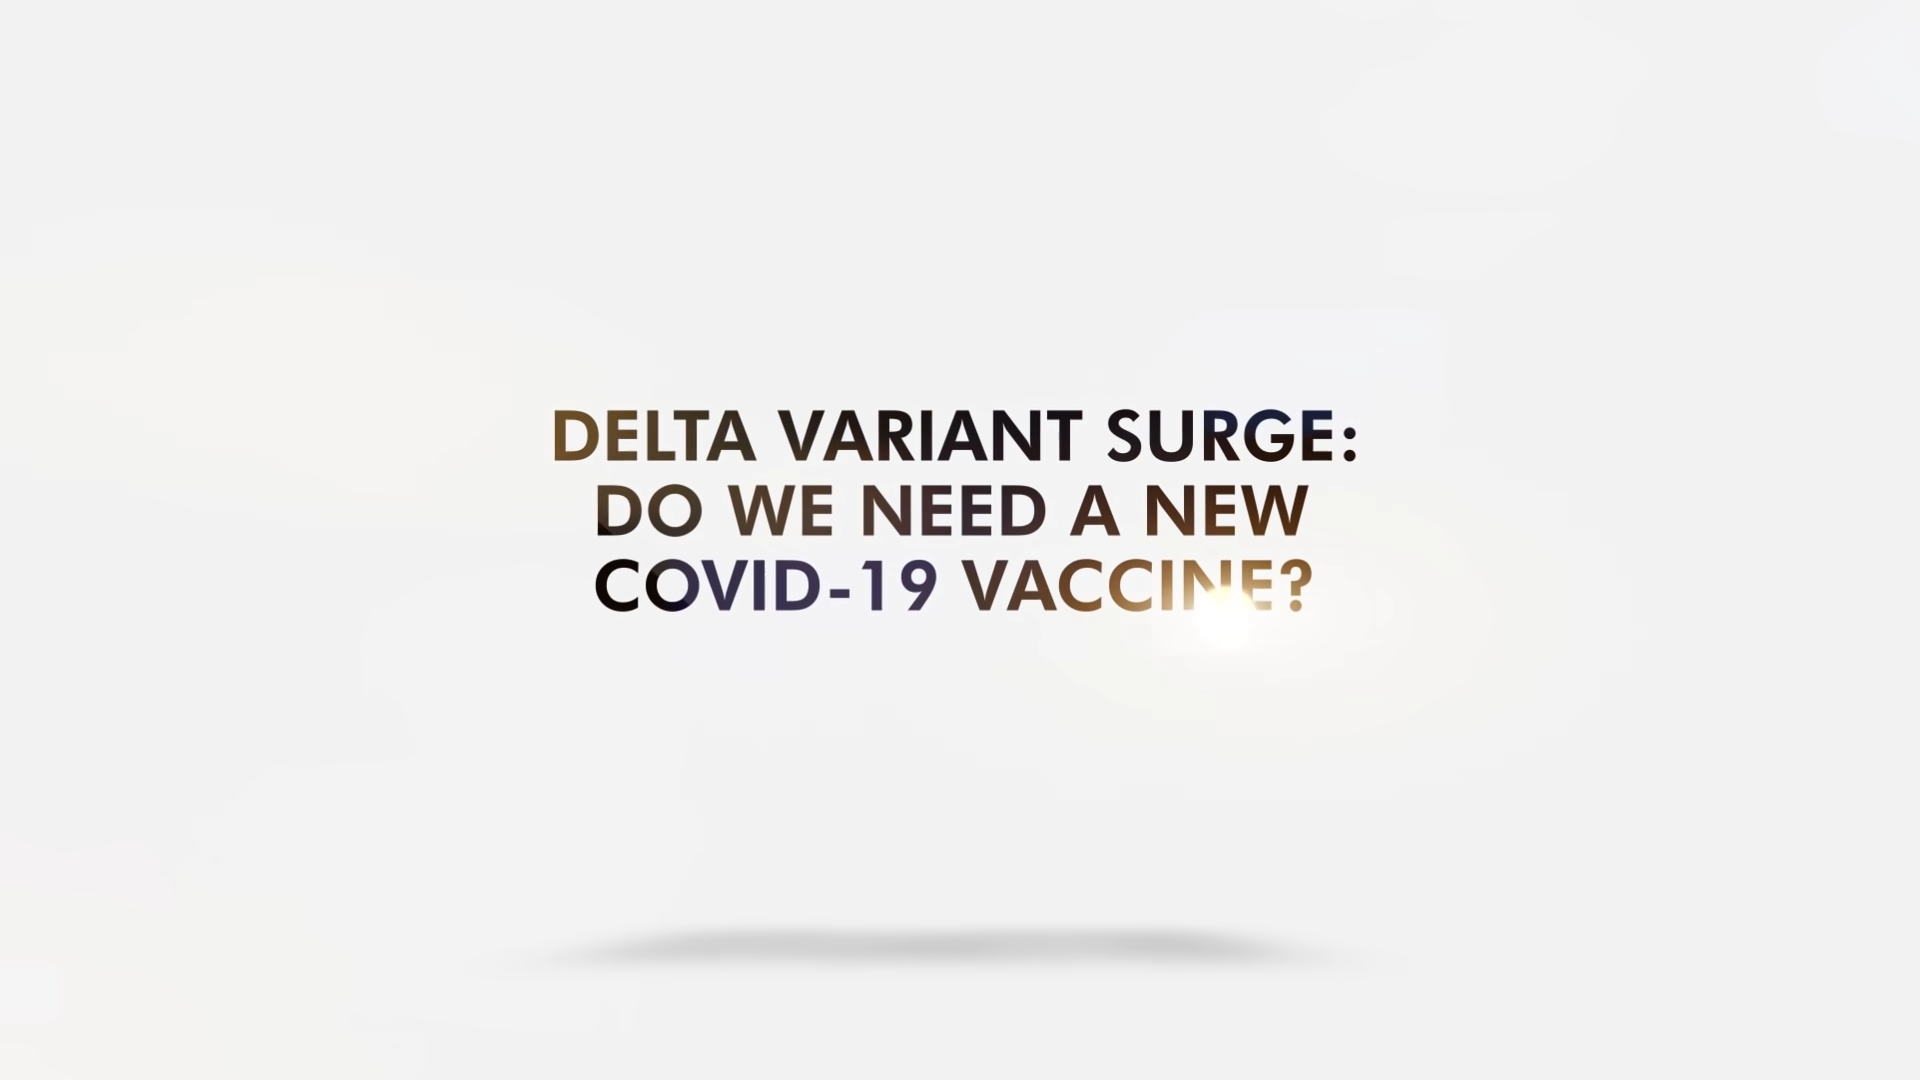 DELTA VARIANT SURGE:
DO WE NEED A NEW
COVID-19 VACCINE?